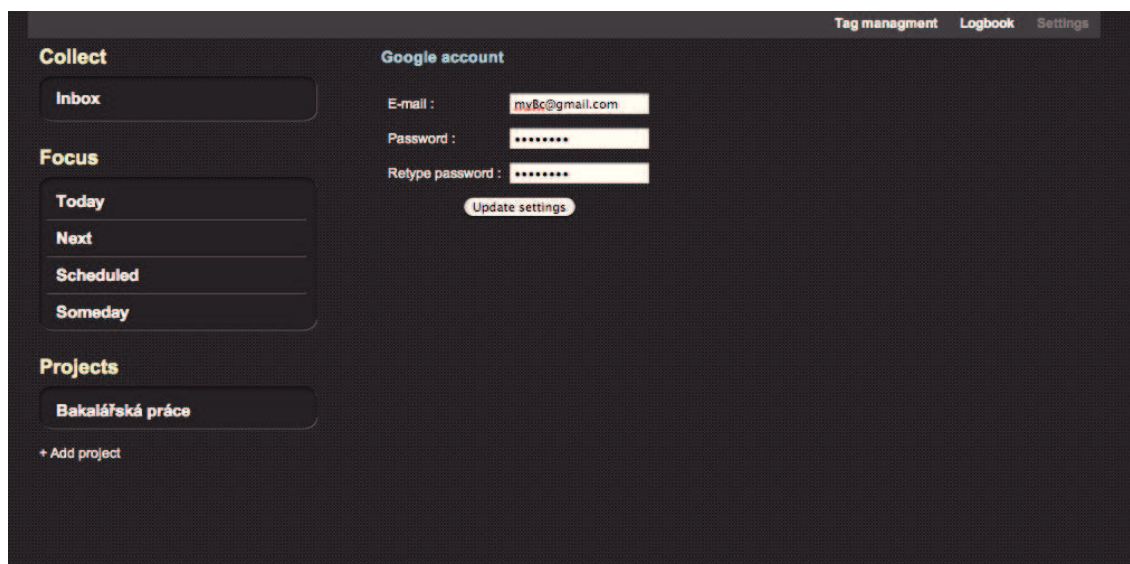 Tag managment Logbook Settings
Collect
Inbox
Focus
Today
Next
Scheduled
Someday
Projects
Bakalářská práce
+ Add project
Google account
E-mail : mvBc@gmail.com
Password : ••••••••
Retype password : ••••••••
Update settings